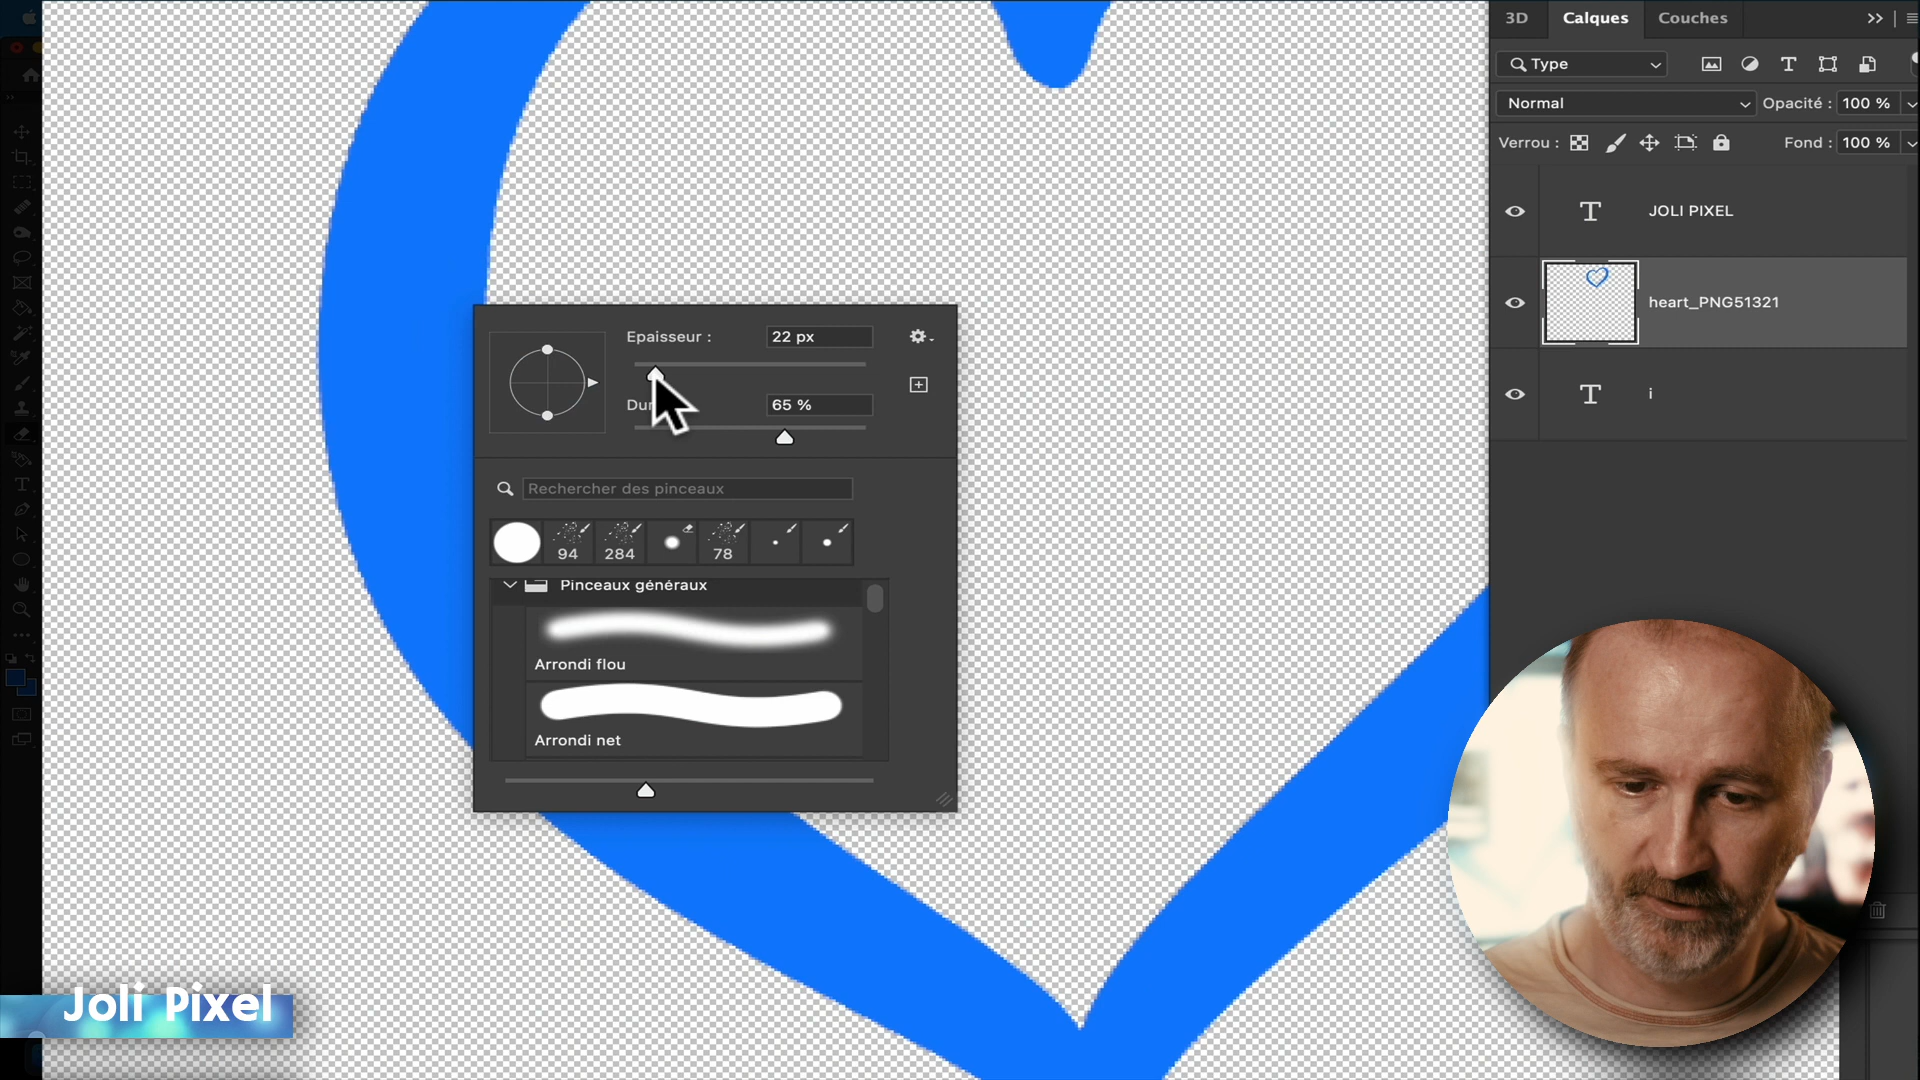 3D
Calques
Couches
Type
Normal
Opacité :
100 %
Verrou :
Fond :
100 %
JOLI PIXEL
heart_PNG51321
i
Epaisseur :
22 px
65 %
Rechercher des pinceaux
94
284
78
Pinceaux généraux
Arrondi flou
Arrondi net
Joli Pixel